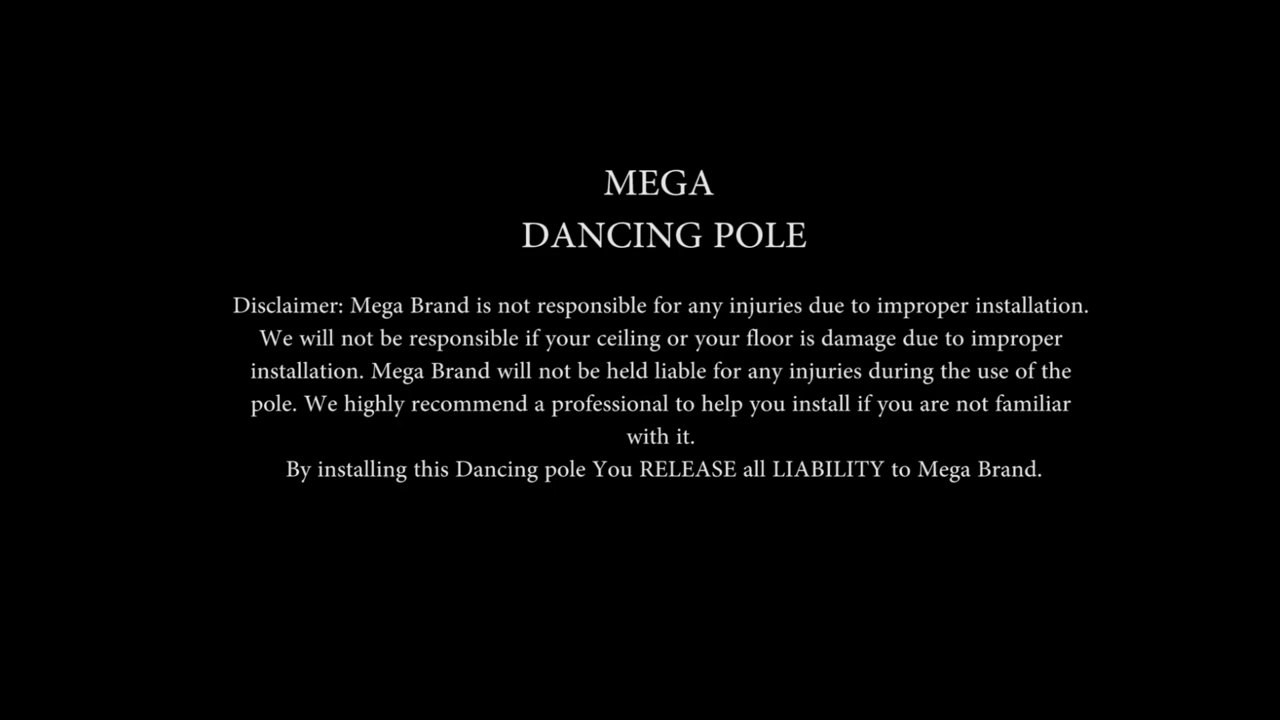 MEGA
DANCING POLE
Disclaimer: Mega Brand is not responsible for any injuries due to improper installation.
We will not be responsible if your ceiling or your floor is damage due to improper
installation. Mega Brand will not be held liable for any injuries during the use of the
pole. We highly recommend a professional to help you install if you are not familiar
with it.
By installing this Dancing pole You RELEASE all LIABILITY to Mega Brand.